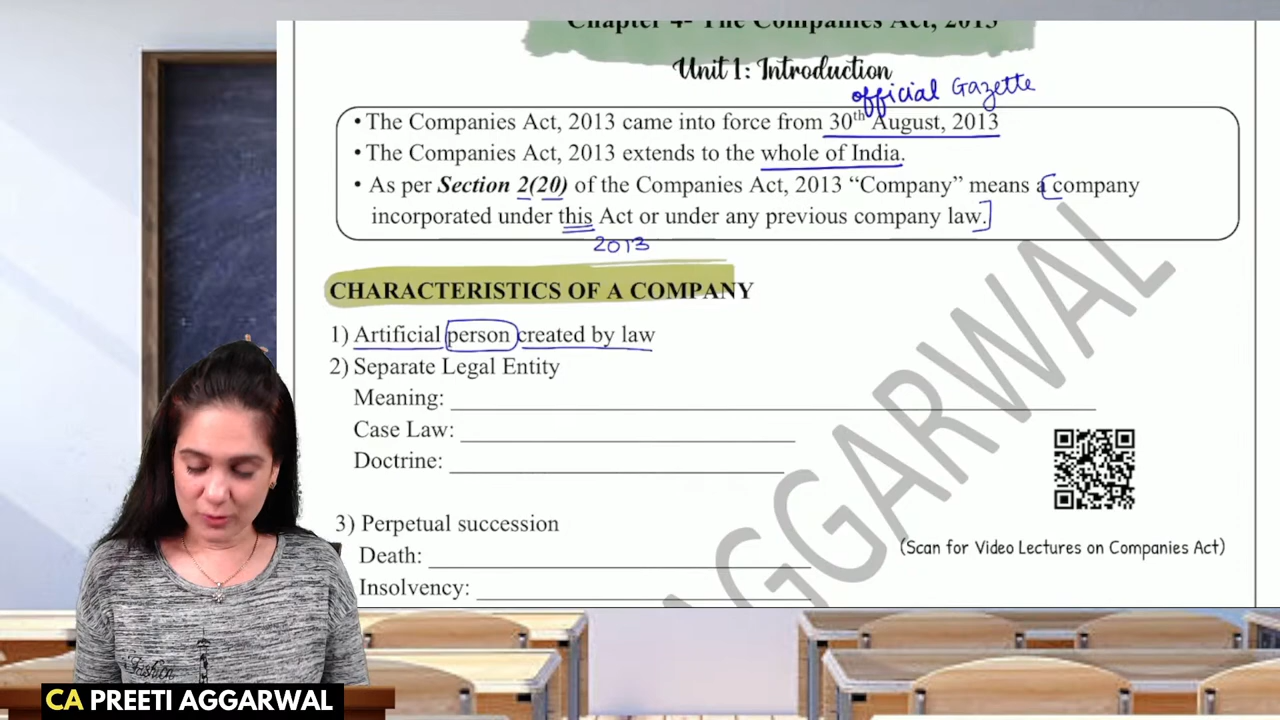 Chapter 4- The Companies Act, 2013
Unit 1: Introduction
official Gazette
• The Companies Act, 2013 came into force from 30th August, 2013
• The Companies Act, 2013 extends to the whole of India.
• As per Section 2(20) of the Companies Act, 2013 “Company” means a company
incorporated under this Act or under any previous company law.
2013
CHARACTERISTICS OF A COMPANY
1) Artificial person created by law
2) Separate Legal Entity
Meaning:
Case Law:
Doctrine:
3) Perpetual succession
Death:
Insolvency:
(Scan for Video Lectures on Companies Act)
AGGARWAL
Fashion
CA PREETI AGGARWAL